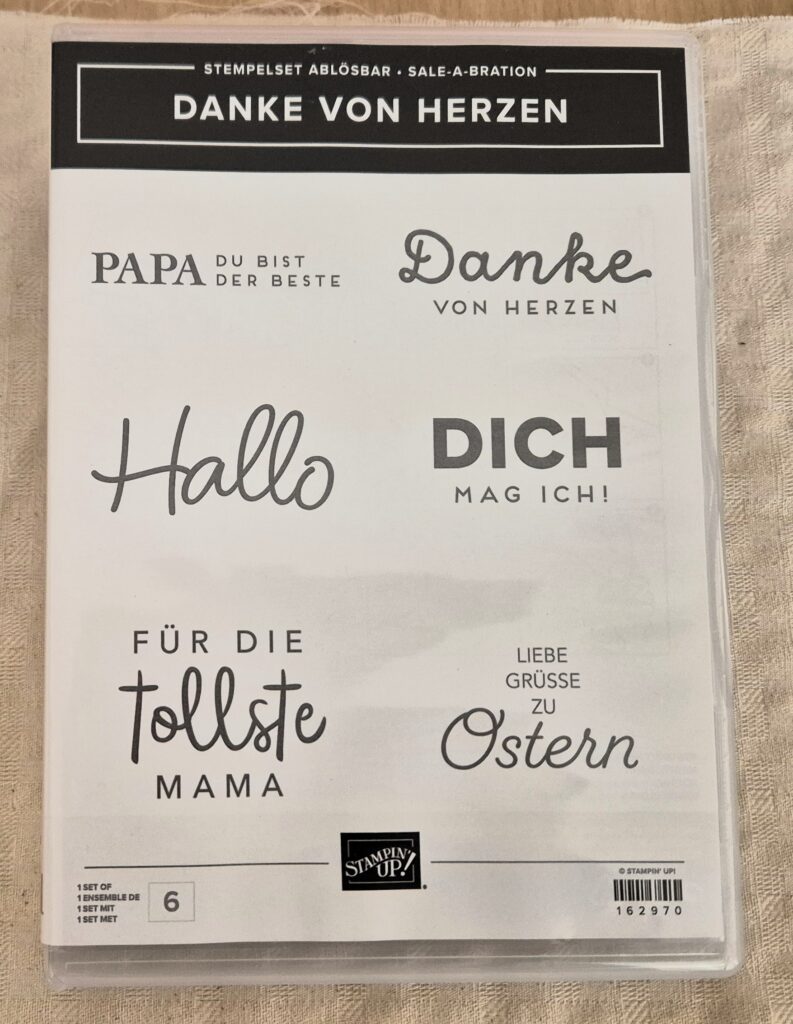 STEMPELSET ABLÖSBAR • SALE-A-BRATION
DANKE VON HERZEN
PAPA DU BIST
DER BESTE
Danke
VON HERZEN
Hallo
DICH
MAG ICH!
FÜR DIE
tollste
MAMA
LIEBE
GRÜSSE
ZU
Ostern
STAMPIN'
UP!®
1 SET OF
1 ENSEMBLE DE
1 SET MIT
1 SET MET
6
© STAMPIN' UP!
162970